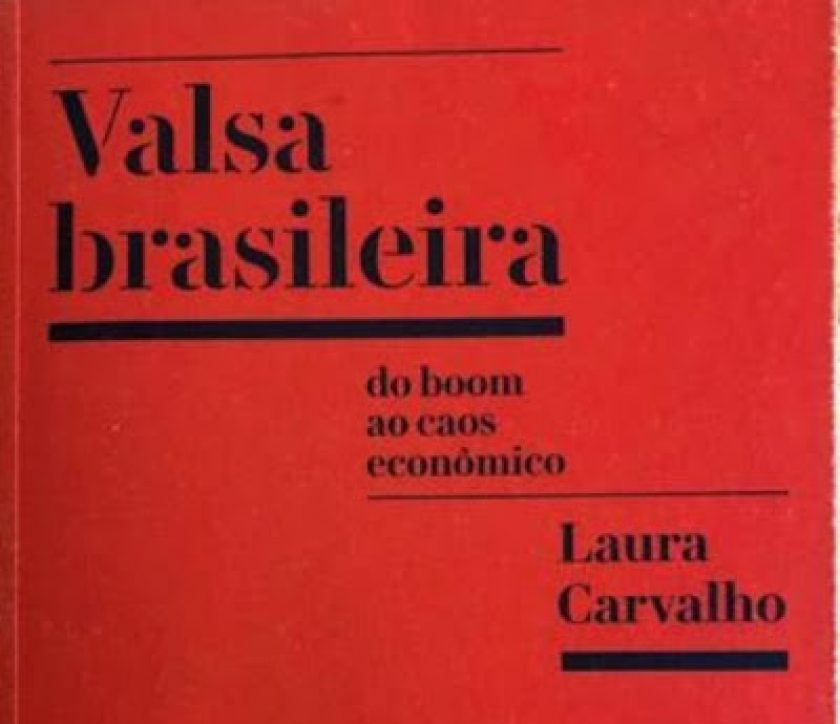 Valsa
brasileira
do boom
ao caos
econômico
Laura
Carvalho